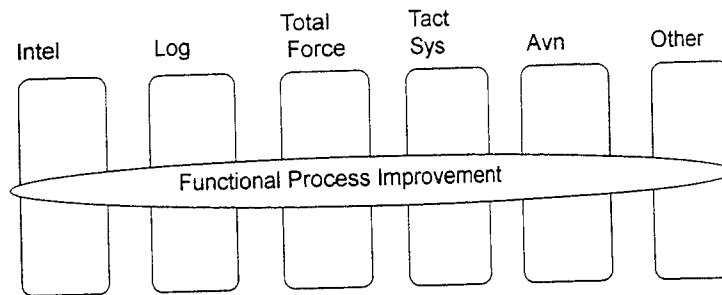 Intel
Log
Total
Force
Tact
Sys
Avn
Other
Functional Process Improvement